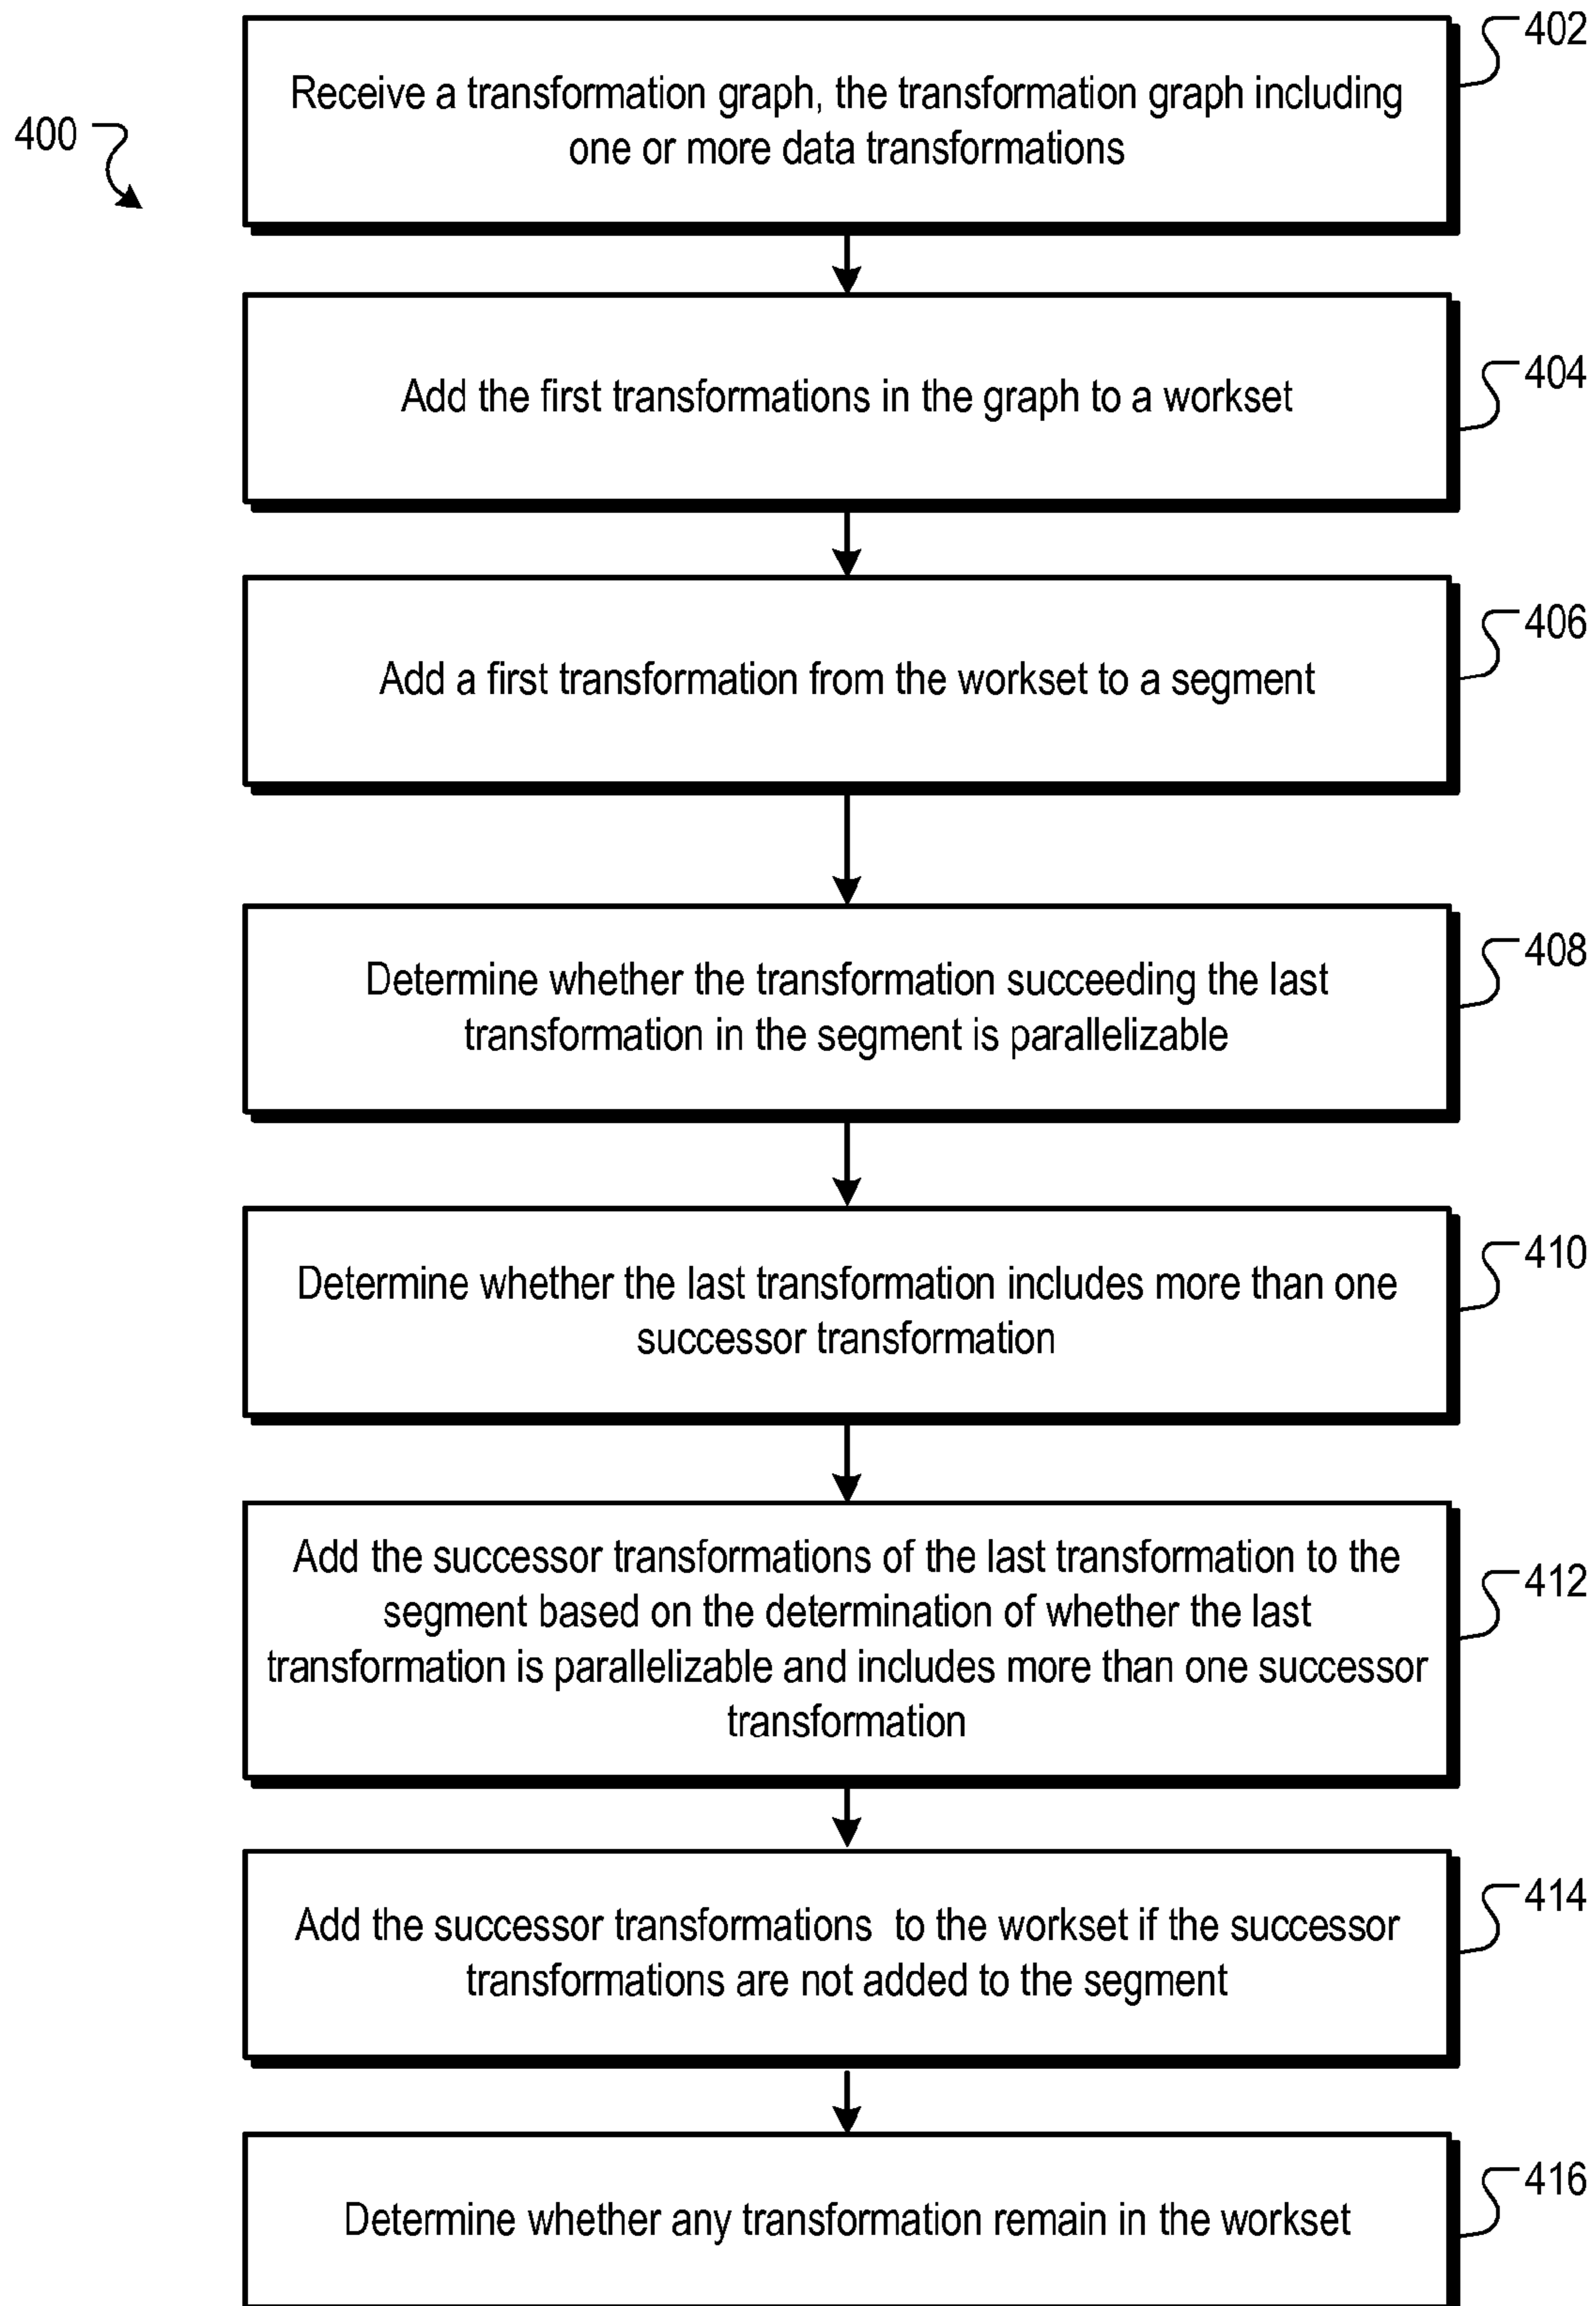 402
Receive a transformation graph, the transformation graph including
one or more data transformations
400
Add the first transformations in the graph to a workset
404
Add a first transformation from the workset to a segment
406
Determine whether the transformation succeeding the last
transformation in the segment is parallelizable
408
Determine whether the last transformation includes more than one
successor transformation
410
Add the successor transformations of the last transformation to the
segment based on the determination of whether the last
transformation is parallelizable and includes more than one successor
transformation
412
Add the successor transformations to the workset if the successor
transformations are not added to the segment
414
Determine whether any transformation remain in the workset
416